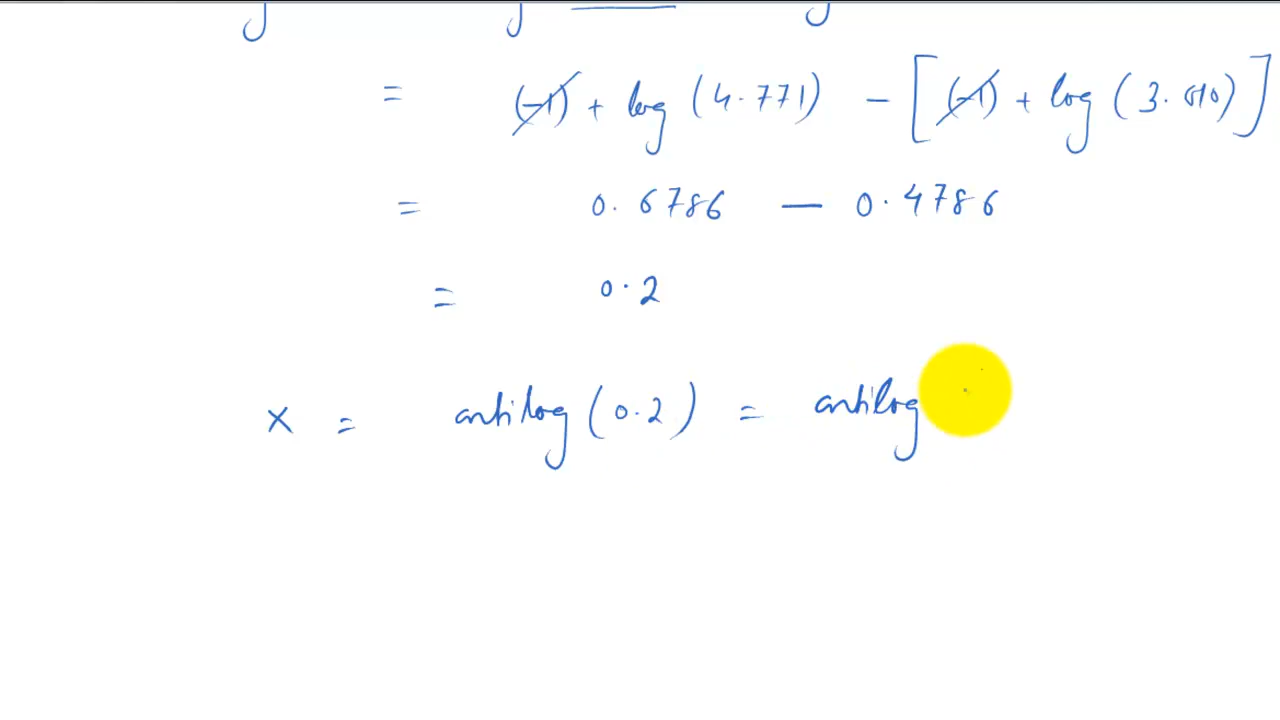 = (-1) + log (4.771) - [(-1) + log (3.010)]
= 0.6786 - 0.4786
= 0.2
x = antilog (0.2) = antilog